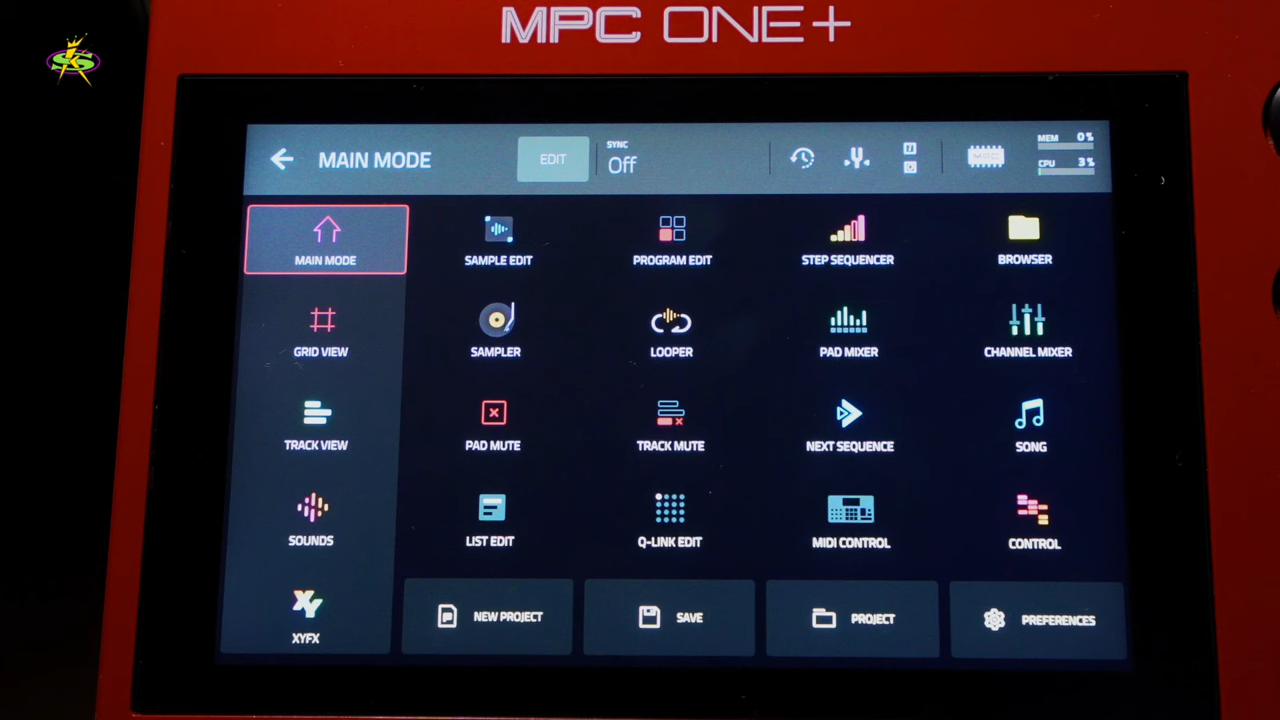 MPC ONE+
MAIN MODE
EDIT
SYNC
Off
MPC
MEM 0%
CPU 3%
MAIN MODE
SAMPLE EDIT
PROGRAM EDIT
STEP SEQUENCER
BROWSER
GRID VIEW
SAMPLER
LOOPER
PAD MIXER
CHANNEL MIXER
TRACK VIEW
PAD MUTE
TRACK MUTE
NEXT SEQUENCE
SONG
SOUNDS
LIST EDIT
Q-LINK EDIT
MIDI CONTROL
CONTROL
XY
XYFX
NEW PROJECT
SAVE
PROJECT
PREFERENCES